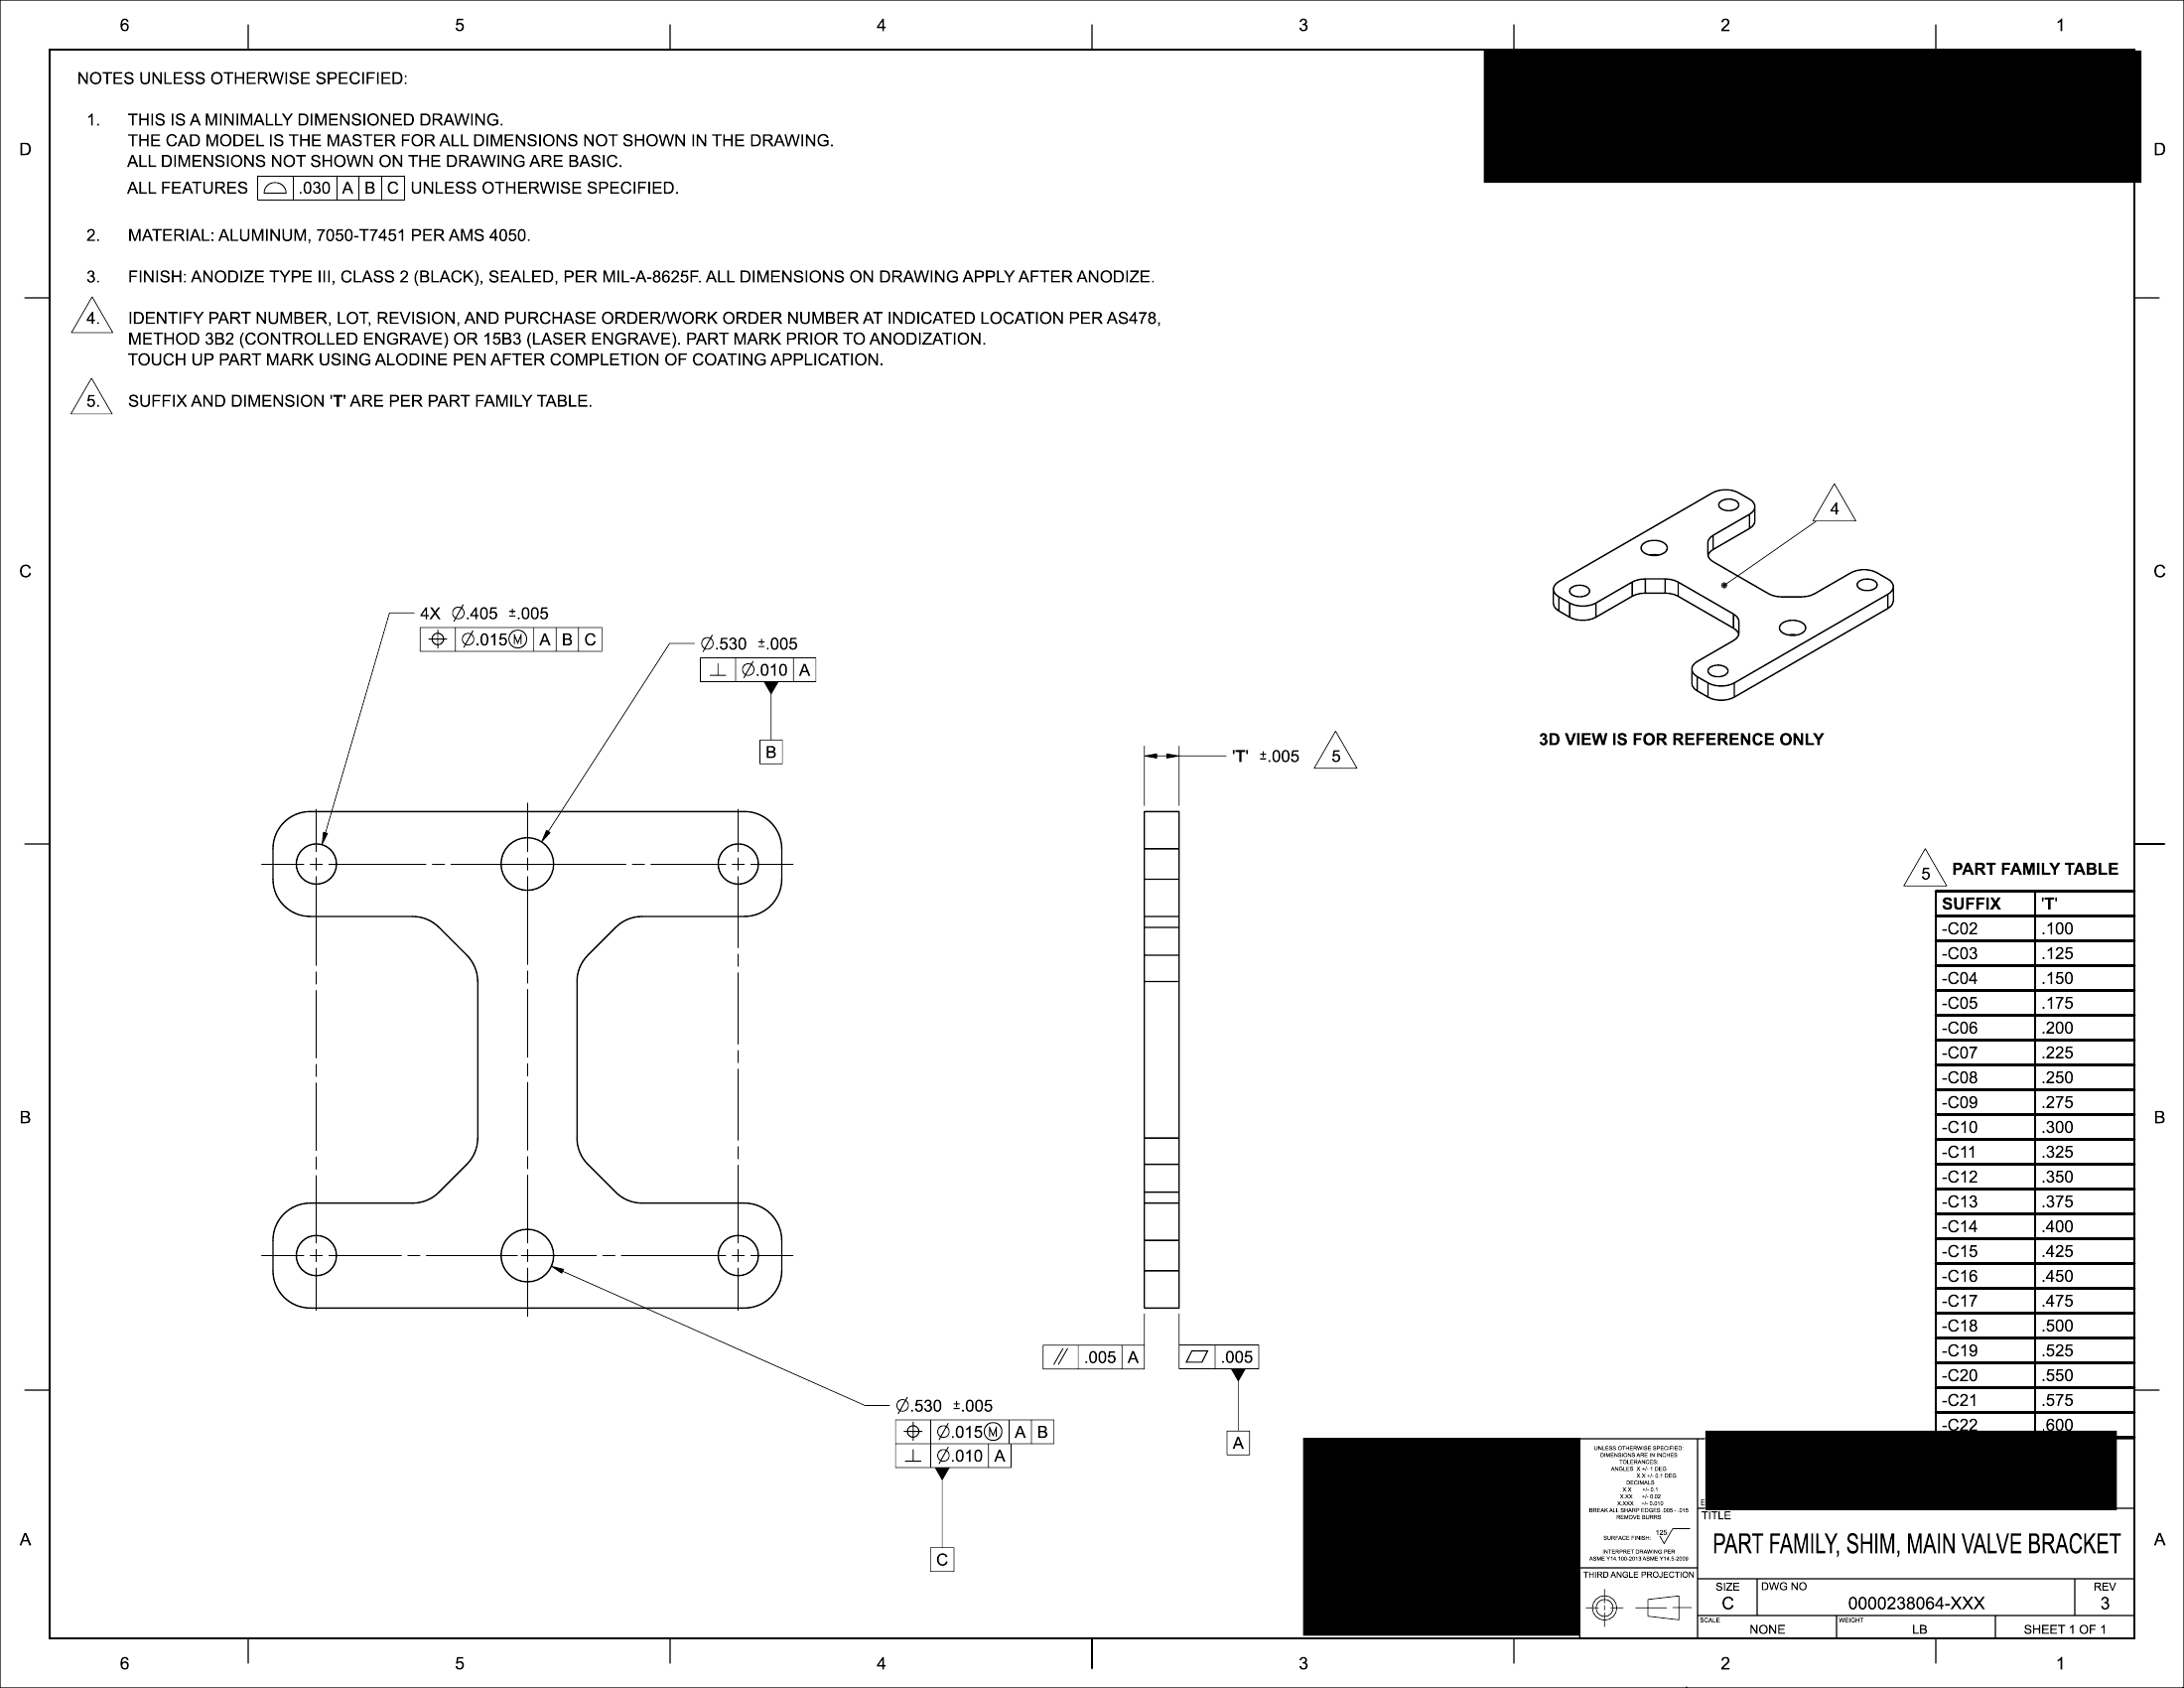 6 5 4 3 2 1
D D
C C
B B
A A
NOTES UNLESS OTHERWISE SPECIFIED:
1. THIS IS A MINIMALLY DIMENSIONED DRAWING.
THE CAD MODEL IS THE MASTER FOR ALL DIMENSIONS NOT SHOWN IN THE DRAWING.
ALL DIMENSIONS NOT SHOWN ON THE DRAWING ARE BASIC.
ALL FEATURES ⌓ .030 A B C UNLESS OTHERWISE SPECIFIED.
2. MATERIAL: ALUMINUM, 7050-T7451 PER AMS 4050.
3. FINISH: ANODIZE TYPE III, CLASS 2 (BLACK), SEALED, PER MIL-A-8625F. ALL DIMENSIONS ON DRAWING APPLY AFTER ANODIZE.
4. IDENTIFY PART NUMBER, LOT, REVISION, AND PURCHASE ORDER/WORK ORDER NUMBER AT INDICATED LOCATION PER AS478,
METHOD 3B2 (CONTROLLED ENGRAVE) OR 15B3 (LASER ENGRAVE). PART MARK PRIOR TO ANODIZATION.
TOUCH UP PART MARK USING ALODINE PEN AFTER COMPLETION OF COATING APPLICATION.
5. SUFFIX AND DIMENSION 'T' ARE PER PART FAMILY TABLE.
4
3D VIEW IS FOR REFERENCE ONLY
4X ∅.405 ±.005
⌖ ∅.015Ⓜ A B C
∅.530 ±.005
⊥ ∅.010 A
B
'T' ±.005 5
// .005 A
⏥ .005
A
∅.530 ±.005
⌖ ∅.015Ⓜ A B
⊥ ∅.010 A
C
5 PART FAMILY TABLE
SUFFIX 'T'
-C02 .100
-C03 .125
-C04 .150
-C05 .175
-C06 .200
-C07 .225
-C08 .250
-C09 .275
-C10 .300
-C11 .325
-C12 .350
-C13 .375
-C14 .400
-C15 .425
-C16 .450
-C17 .475
-C18 .500
-C19 .525
-C20 .550
-C21 .575
-C22 .600
UNLESS OTHERWISE SPECIFIED:
DIMENSIONS ARE IN INCHES
TOLERANCES:
ANGLES X +/- 1 DEG
X.X +/- 0.1 DEG
DECIMALS
X.X +/- 0.1
X.XX +/- 0.02
X.XXX +/- 0.010
BREAK ALL SHARP EDGES .005 - .015
REMOVE BURRS
SURFACE FINISH: 125
INTERPRET DRAWING PER
ASME Y14.100-2013 ASME Y14.5-2009
THIRD ANGLE PROJECTION
TITLE
PART FAMILY, SHIM, MAIN VALVE BRACKET
SIZE C
DWG NO 0000238064-XXX
REV 3
SCALE NONE
WEIGHT LB
SHEET 1 OF 1
6 5 4 3 2 1